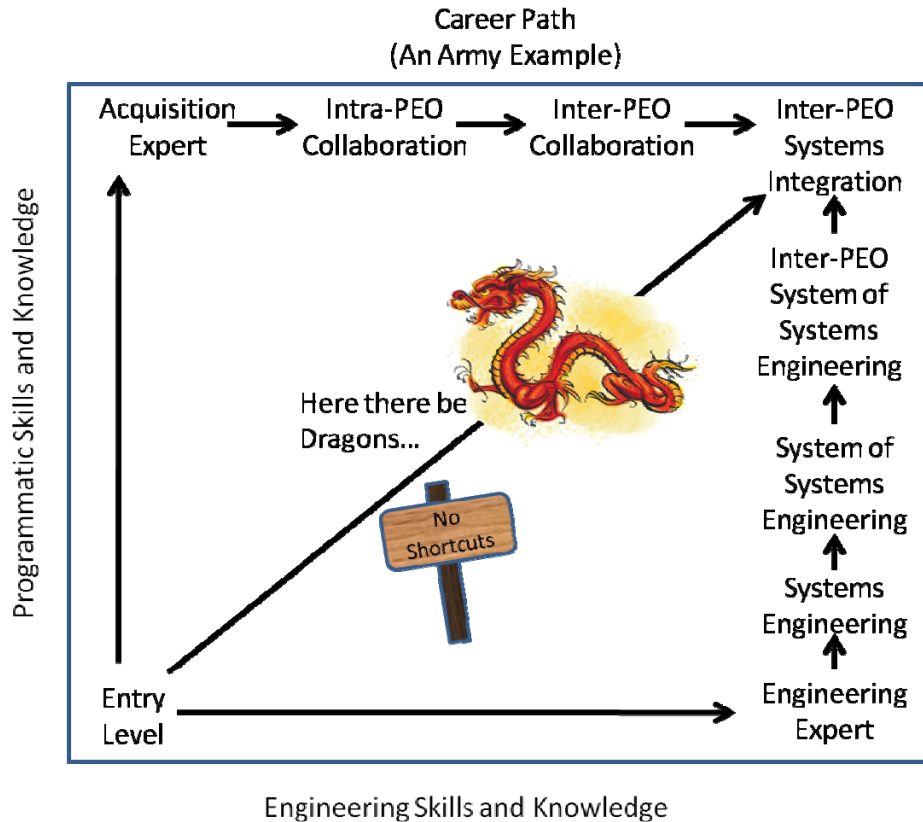 Career Path
(An Army Example)
Acquisition
Expert
Intra-PEO
Collaboration
Inter-PEO
Collaboration
Inter-PEO
Systems
Integration
Inter-PEO
System of
Systems
Engineering
Here there be
Dragons...
System of
Systems
Engineering
No
Shortcuts
Systems
Engineering
Entry
Level
Engineering
Expert
Programmatic Skills and Knowledge
Engineering Skills and Knowledge